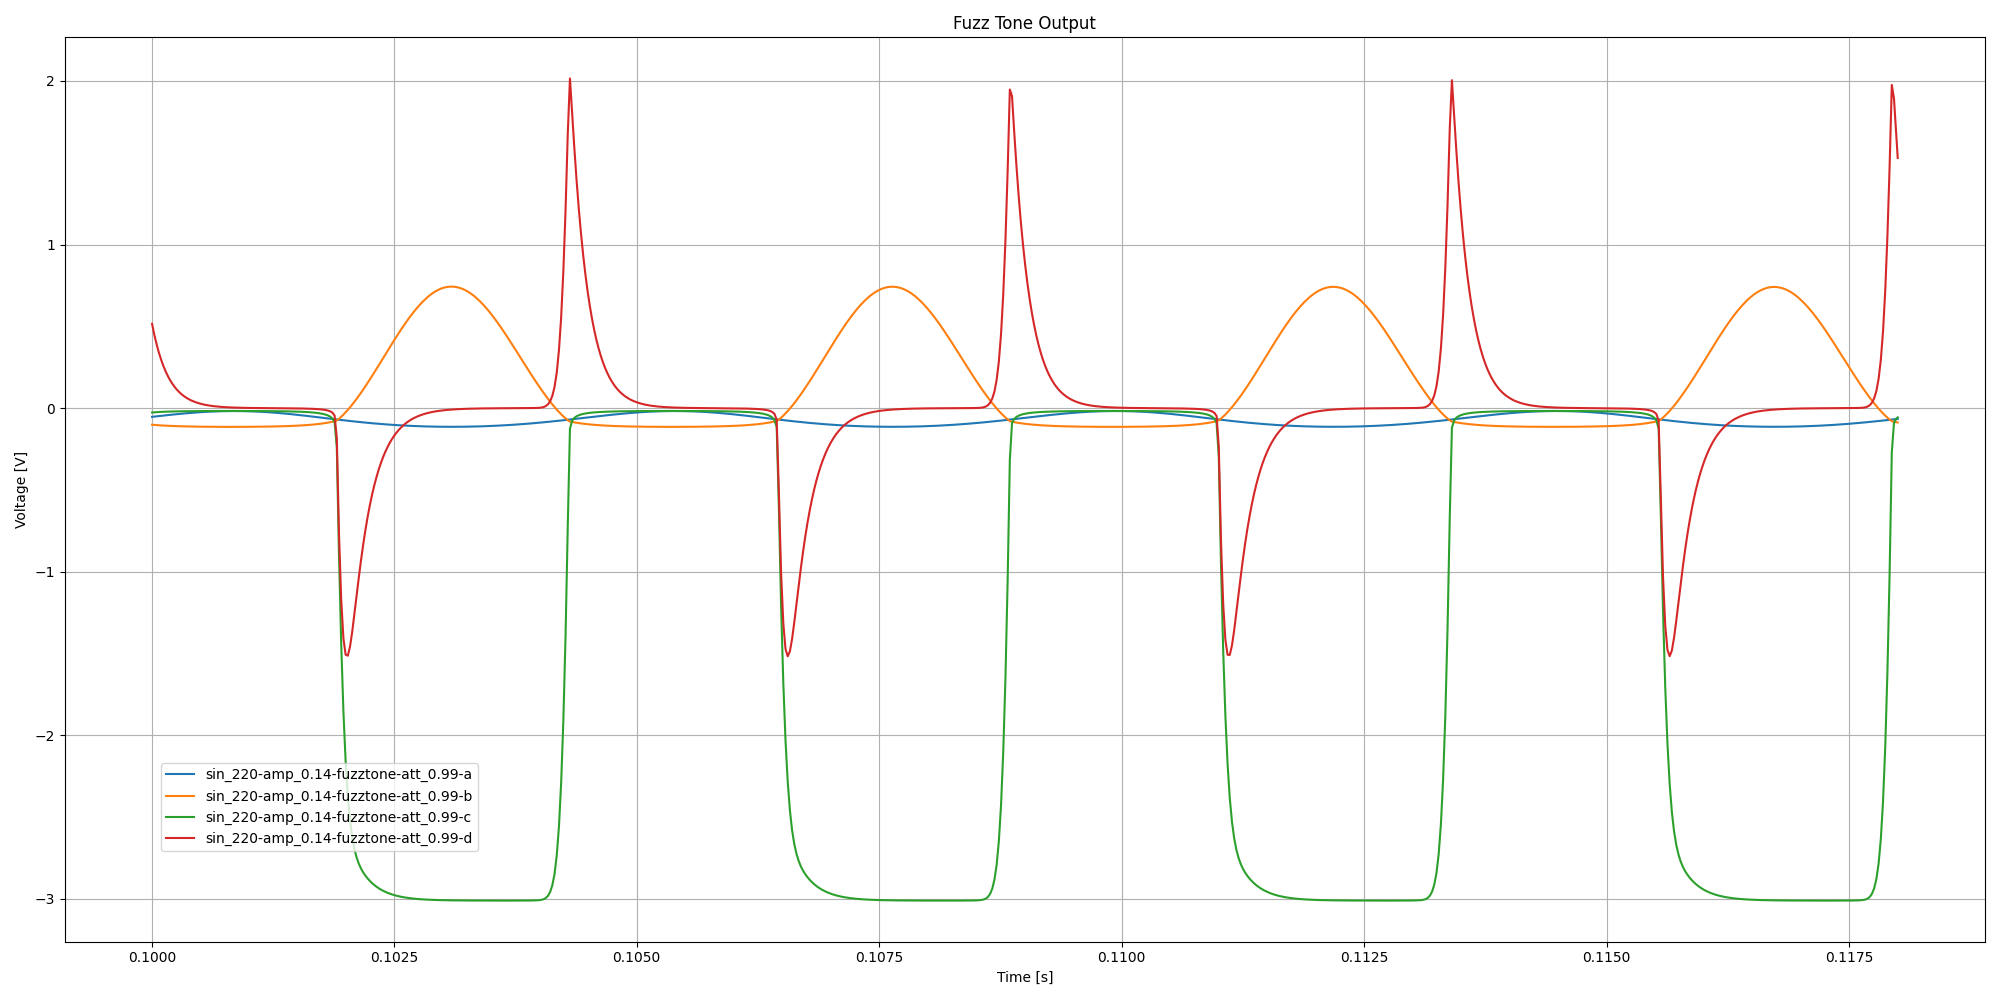 Fuzz Tone Output
2
1
0
−1
−2
−3
Voltage [V]
sin_220-amp_0.14-fuzztone-att_0.99-a
sin_220-amp_0.14-fuzztone-att_0.99-b
sin_220-amp_0.14-fuzztone-att_0.99-c
sin_220-amp_0.14-fuzztone-att_0.99-d
0.1000 0.1025 0.1050 0.1075 0.1100 0.1125 0.1150 0.1175
Time [s]